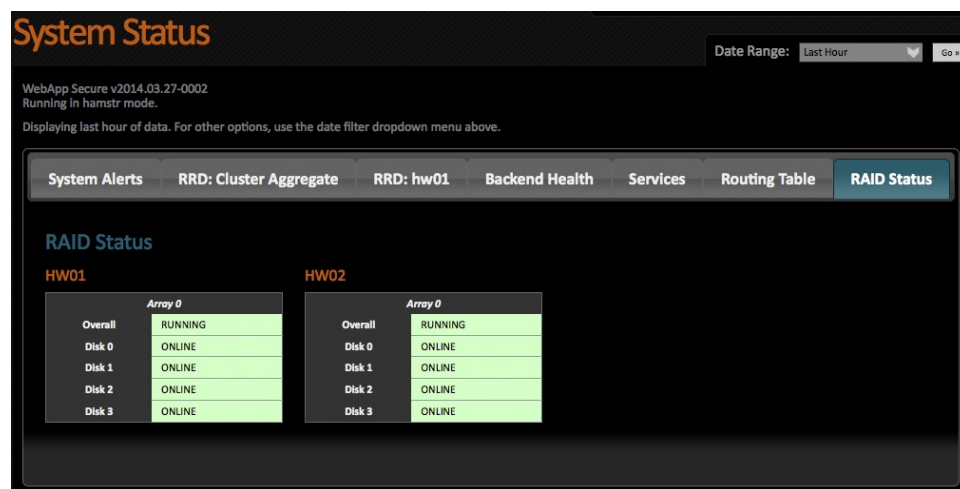 System Status
Date Range: Last Hour Go »
WebApp Secure v2014.03.27-0002
Running in hamstr mode.
Displaying last hour of data. For other options, use the date filter dropdown menu above.
System Alerts RRD: Cluster Aggregate RRD: hw01 Backend Health Services Routing Table RAID Status
RAID Status
HW01 HW02
Array 0 Array 0
Overall RUNNING Overall RUNNING
Disk 0 ONLINE Disk 0 ONLINE
Disk 1 ONLINE Disk 1 ONLINE
Disk 2 ONLINE Disk 2 ONLINE
Disk 3 ONLINE Disk 3 ONLINE